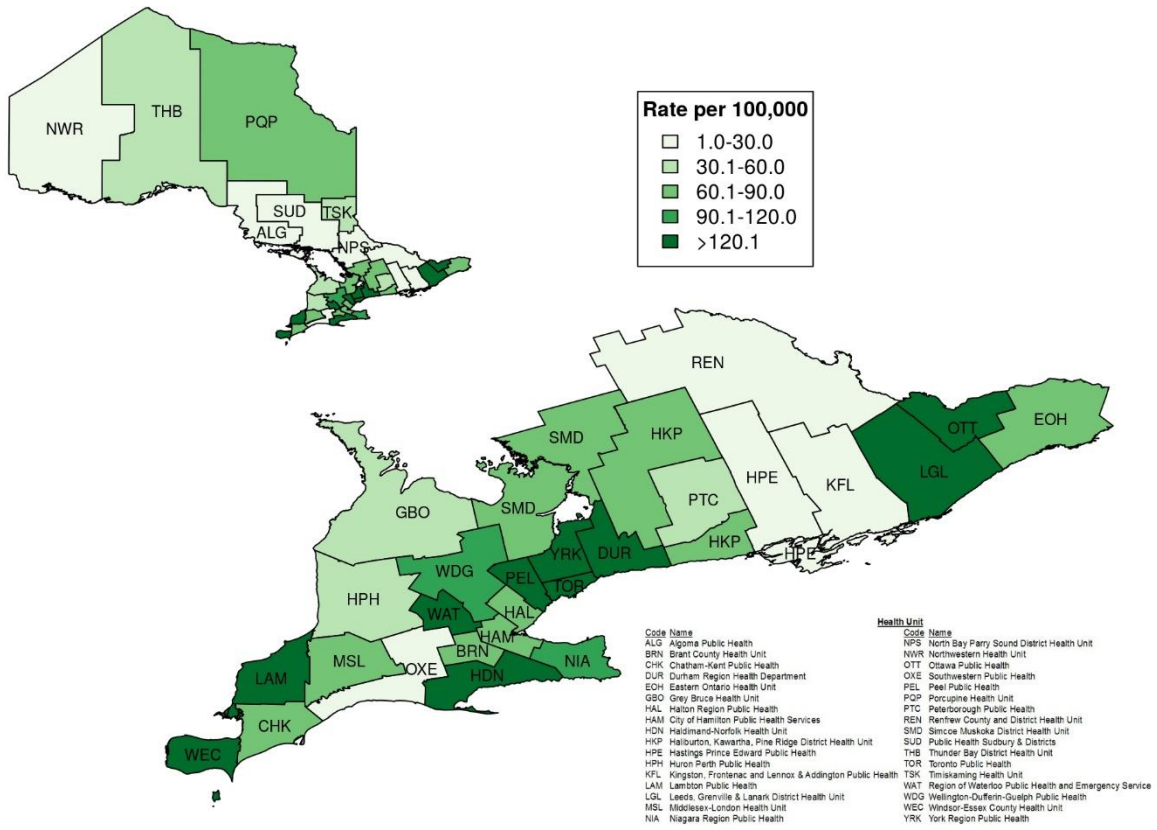 NWR
THB
PQP
SUD
TSK
ALG
NPS
Rate per 100,000
1.0-30.0
30.1-60.0
60.1-90.0
90.1-120.0
>120.1
REN
SMD
HKP
OTT
EOH
LGL
HPE
KFL
PTC
GBO
SMD
YRK
DUR
HKP
HPE
WDG
PEL
TOR
HPH
WAT
HAL
HAM
MSL
BRN
OXE
NIA
LAM
HDN
CHK
WEC
Health Unit
Code Name
ALG Algoma Public Health
BRN Brant County Health Unit
CHK Chatham-Kent Public Health
DUR Durham Region Health Department
EOH Eastern Ontario Health Unit
GBO Grey Bruce Health Unit
HAL Halton Region Public Health
HAM City of Hamilton Public Health Services
HDN Haldimand-Norfolk Health Unit
HKP Haliburton, Kawartha, Pine Ridge District Health Unit
HPE Hastings Prince Edward Public Health
HPH Huron Perth Public Health
KFL Kingston, Frontenac and Lennox & Addington Public Health
LAM Lambton Public Health
LGL Leeds, Grenville & Lanark District Health Unit
MSL Middlesex-London Health Unit
NIA Niagara Region Public Health
Code Name
NPS North Bay Parry Sound District Health Unit
NWR Northwestern Health Unit
OTT Ottawa Public Health
OXE Southwestern Public Health
PEL Peel Public Health
PQP Porcupine Health Unit
PTC Peterborough Public Health
REN Renfrew County and District Health Unit
SMD Simcoe Muskoka District Health Unit
SUD Public Health Sudbury & Districts
THB Thunder Bay District Health Unit
TOR Toronto Public Health
TSK Timiskaming Health Unit
WAT Region of Waterloo Public Health and Emergency Service
WDG Wellington-Dufferin-Guelph Public Health
WEC Windsor-Essex County Health Unit
YRK York Region Public Health